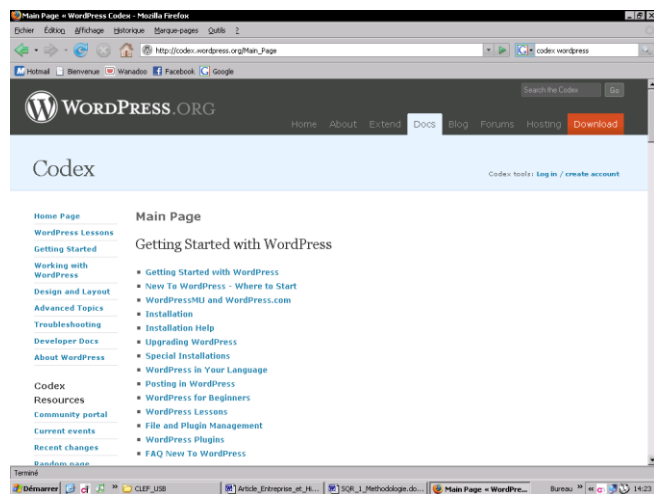 Main Page « WordPress Codex - Mozilla Firefox
Fichier Édition Affichage Historique Marque-pages Outils ?
http://codex.wordpress.org/Main_Page
codex wordpress
Hotmail Bienvenue Wanadoo Facebook Google
Search the Codex Go
WORDPRESS.ORG
Home About Extend Docs Blog Forums Hosting Download
Codex
Codex tools: Log in / create account
Home Page
WordPress Lessons
Getting Started
Working with
WordPress
Design and Layout
Advanced Topics
Troubleshooting
Developer Docs
About WordPress
Codex
Resources
Community portal
Current events
Recent changes
Random page
Main Page
Getting Started with WordPress
Getting Started with WordPress
New To WordPress - Where to Start
WordPressMU and WordPress.com
Installation
Installation Help
Upgrading WordPress
Special Installations
WordPress in Your Language
Posting in WordPress
WordPress for Beginners
WordPress Lessons
File and Plugin Management
WordPress Plugins
FAQ New To WordPress
Terminé
Démarrer CLEF_USB Article_Entreprise_et_Hi... SQR_1_Methodologie.do... Main Page « WordPre... Bureau » « 14:23